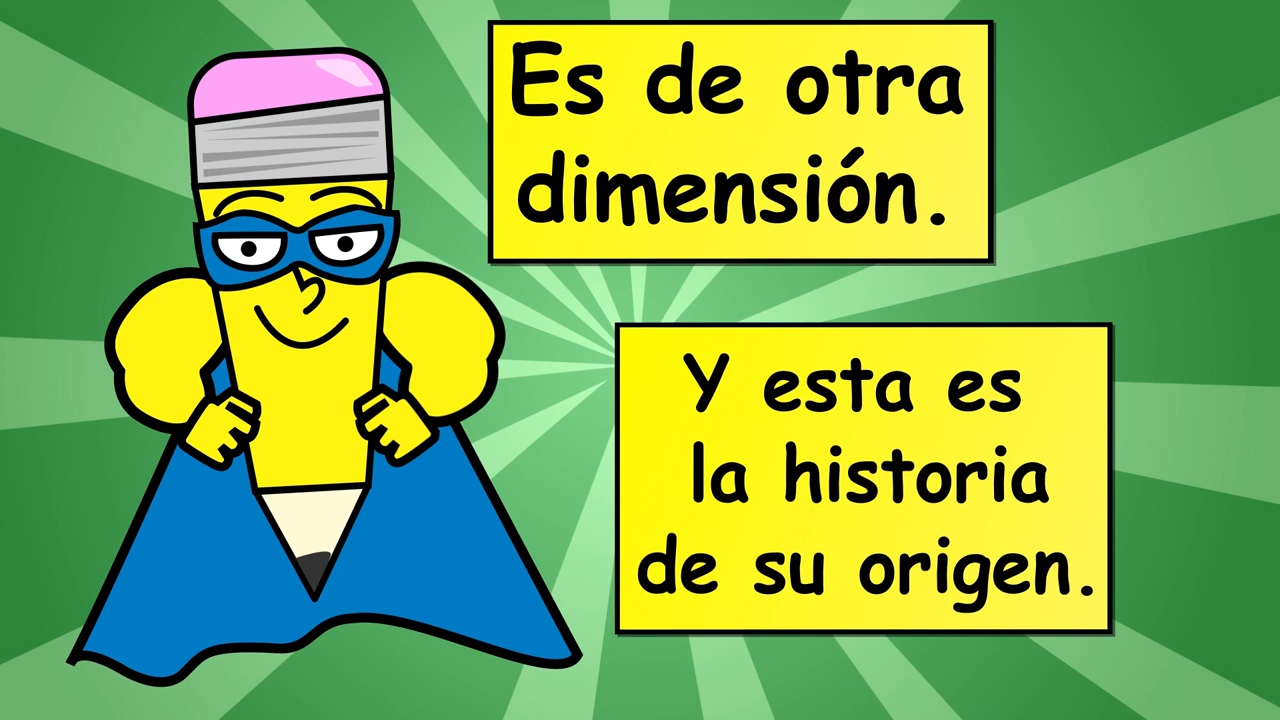 Es de otra
dimensión.
Y esta es
la historia
de su origen.